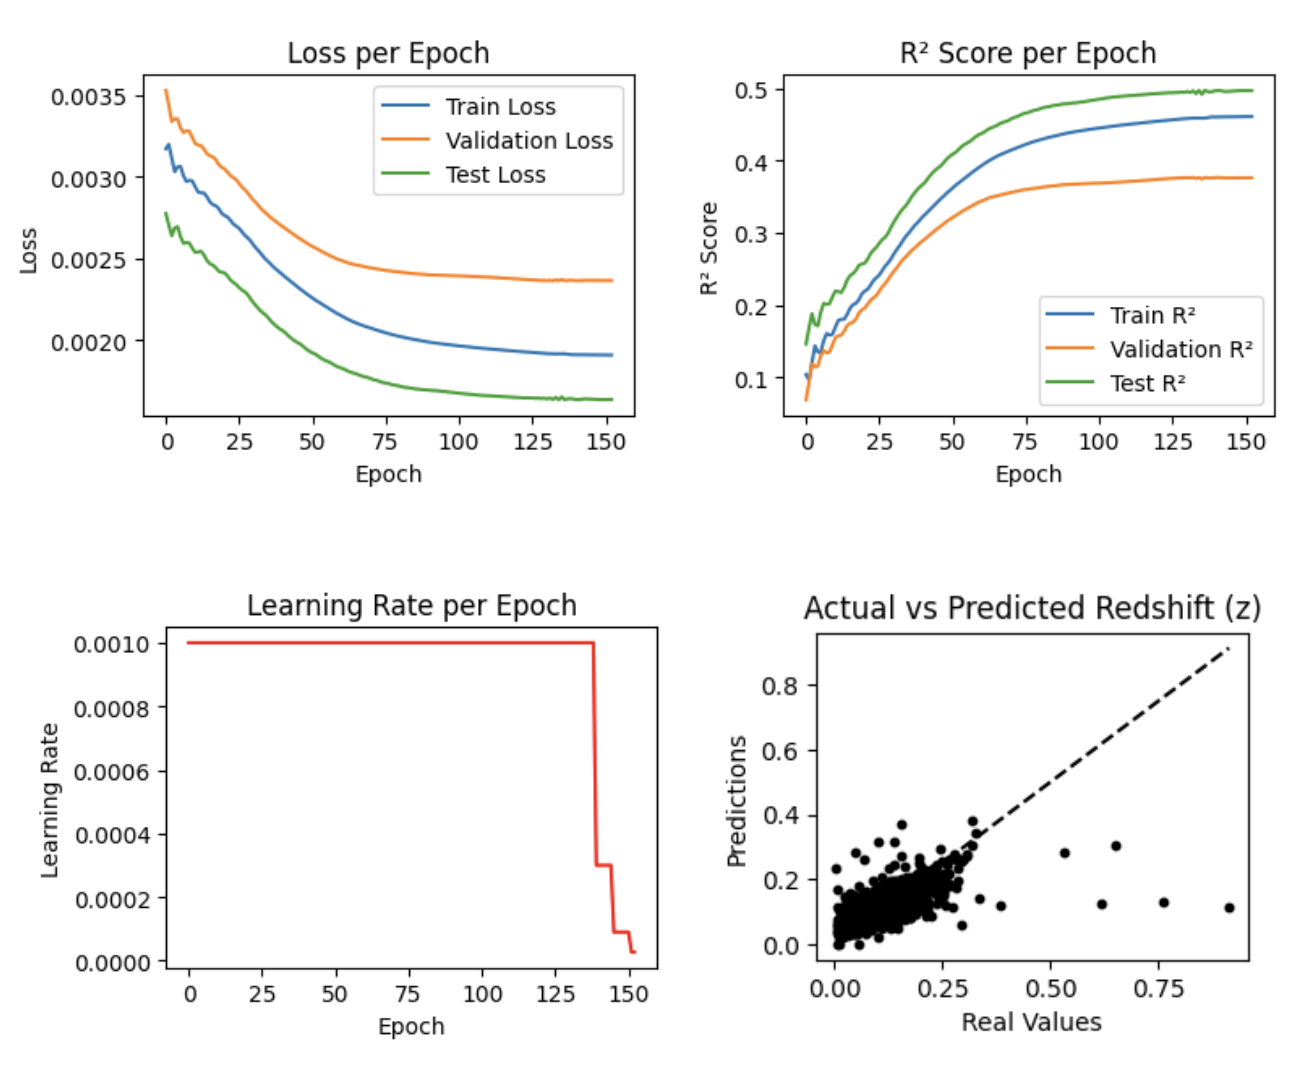 Loss per Epoch
0.0035
0.0030
0.0025
0.0020
Loss
Train Loss
Validation Loss
Test Loss
0 25 50 75 100 125 150
Epoch
R² Score per Epoch
0.5
0.4
0.3
0.2
0.1
R² Score
Train R²
Validation R²
Test R²
0 25 50 75 100 125 150
Epoch
Learning Rate per Epoch
0.0010
0.0008
0.0006
0.0004
0.0002
0.0000
Learning Rate
0 25 50 75 100 125 150
Epoch
Actual vs Predicted Redshift (z)
0.8
0.6
0.4
0.2
0.0
Predictions
0.00 0.25 0.50 0.75
Real Values